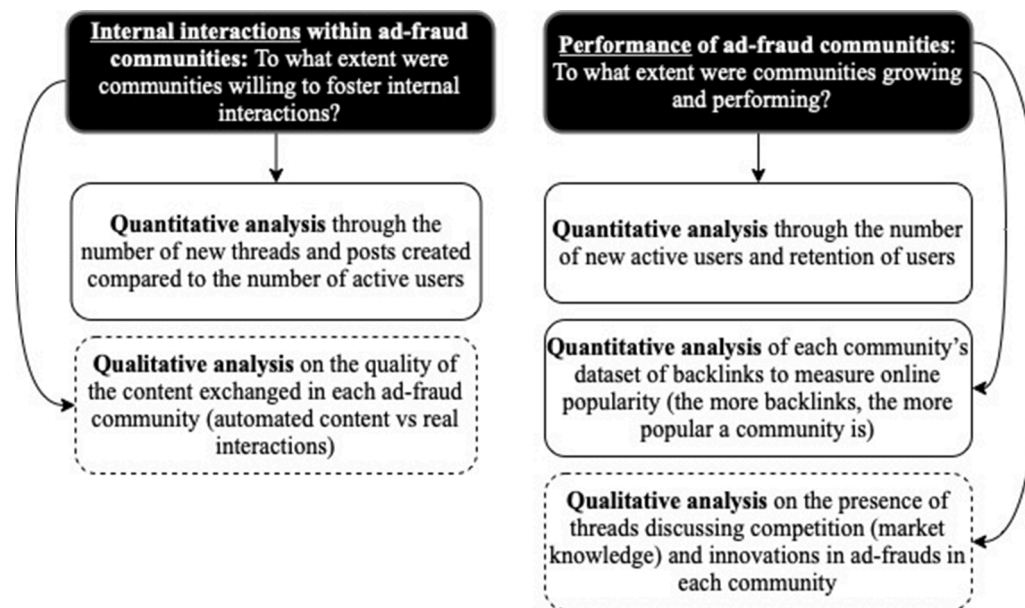 Internal interactions within ad-fraud
communities: To what extent were
communities willing to foster internal
interactions?
Quantitative analysis through the
number of new threads and posts created
compared to the number of active users
Qualitative analysis on the quality of
the content exchanged in each ad-fraud
community (automated content vs real
interactions)
Performance of ad-fraud communities:
To what extent were communities growing
and performing?
Quantitative analysis through the number
of new active users and retention of users
Quantitative analysis of each community's
dataset of backlinks to measure online
popularity (the more backlinks, the more
popular a community is)
Qualitative analysis on the presence of
threads discussing competition (market
knowledge) and innovations in ad-frauds in
each community